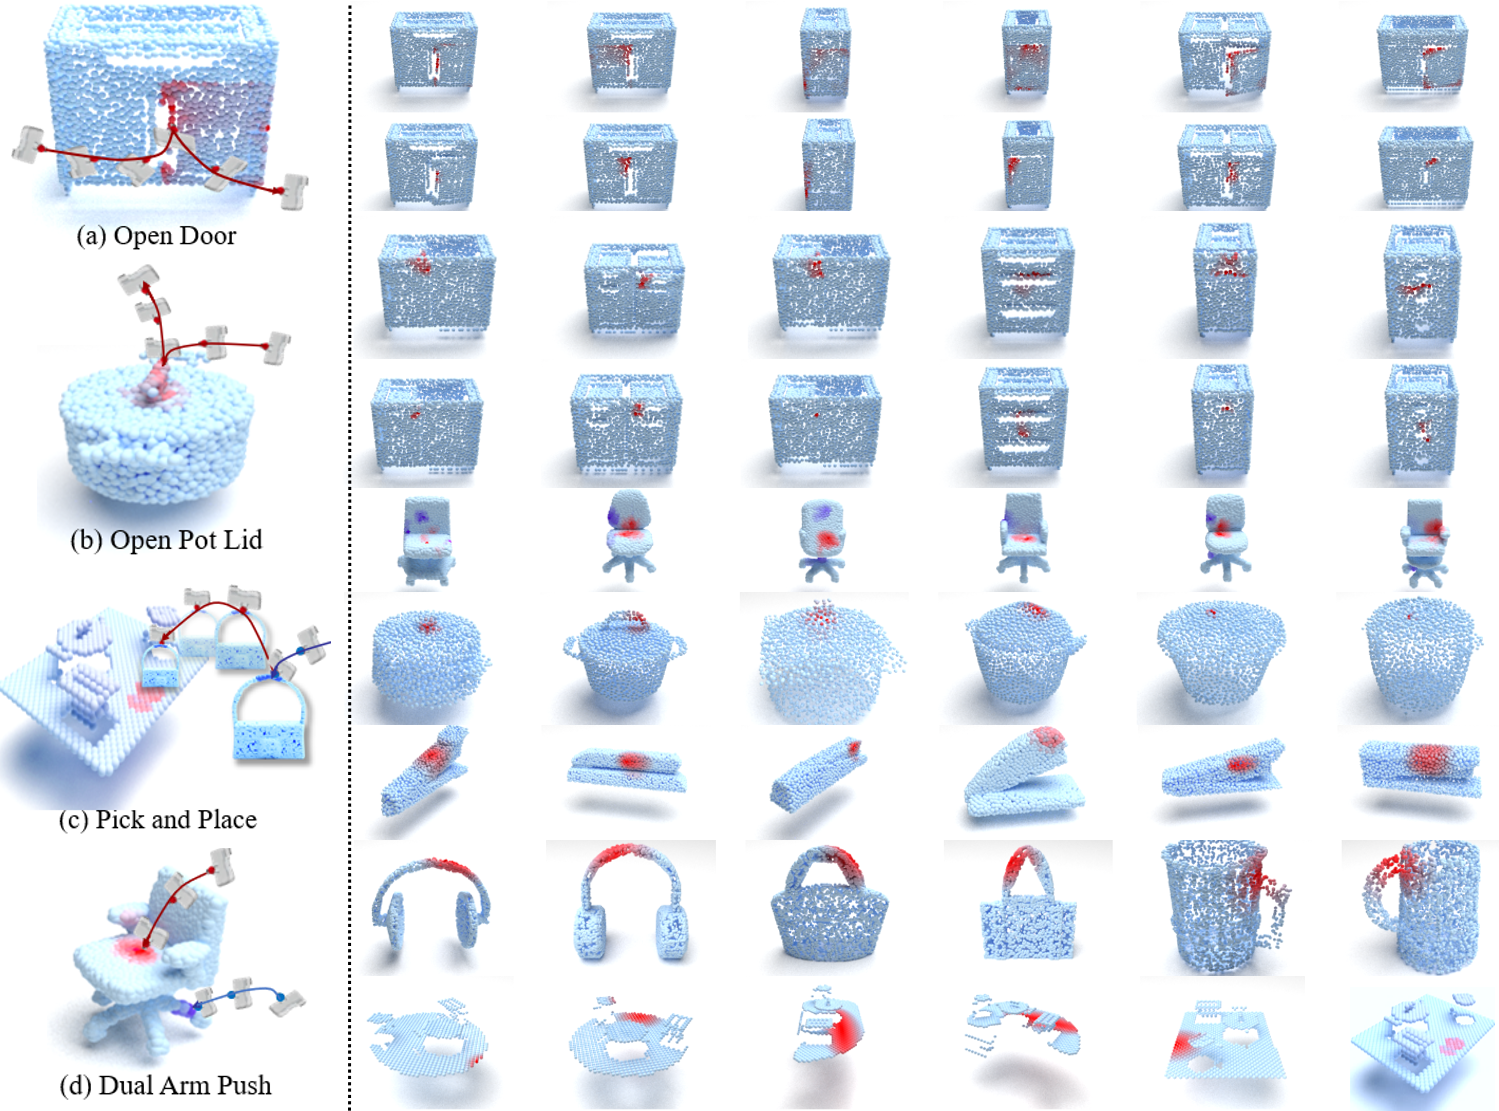 (a) Open Door
(b) Open Pot Lid
(c) Pick and Place
(d) Dual Arm Push